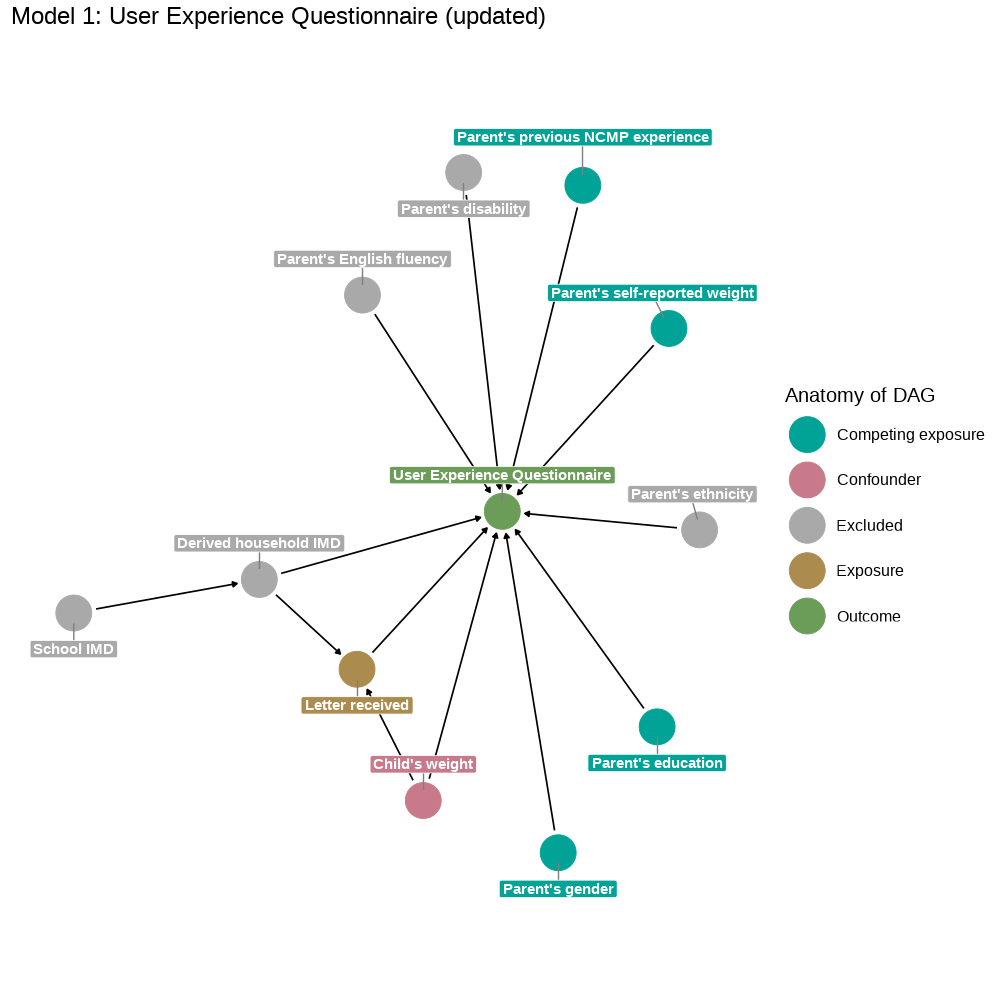 Model 1: User Experience Questionnaire (updated)
Parent's previous NCMP experience
Parent's disability
Parent's English fluency
Parent's self-reported weight
User Experience Questionnaire
Parent's ethnicity
Derived household IMD
School IMD
Letter received
Child's weight
Parent's education
Parent's gender
Anatomy of DAG
Competing exposure
Confounder
Excluded
Exposure
Outcome